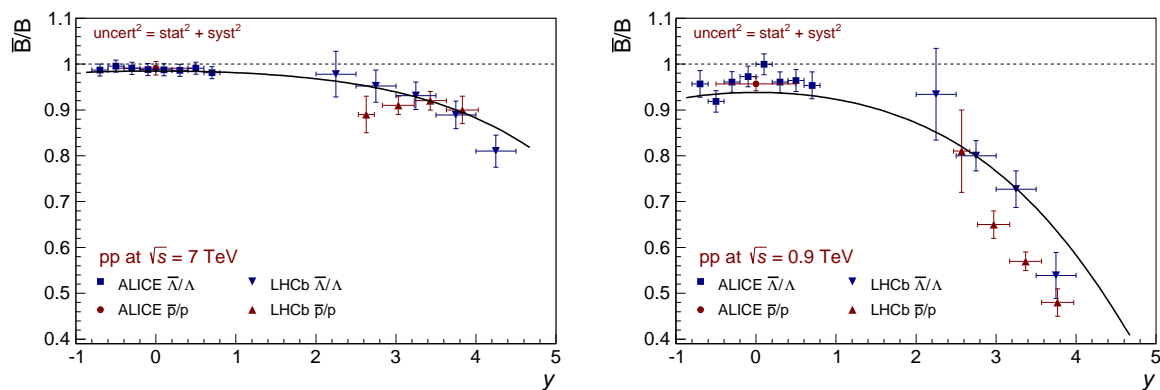 B̅/B
1.1
1
0.9
0.8
0.7
0.6
0.5
0.4
uncert² = stat² + syst²
pp at √s = 7 TeV
ALICE Λ̅/Λ
LHCb Λ̅/Λ
ALICE p̅/p
LHCb p̅/p
-1 0 1 2 3 4 5
y
B̅/B
1.1
1
0.9
0.8
0.7
0.6
0.5
0.4
uncert² = stat² + syst²
pp at √s = 0.9 TeV
ALICE Λ̅/Λ
LHCb Λ̅/Λ
ALICE p̅/p
LHCb p̅/p
-1 0 1 2 3 4 5
y